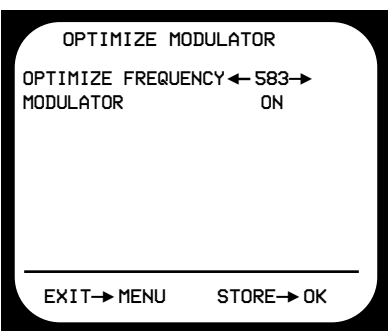 OPTIMIZE MODULATOR
OPTIMIZE FREQUENCY ← 583 →
MODULATOR ON
EXIT → MENU STORE → OK